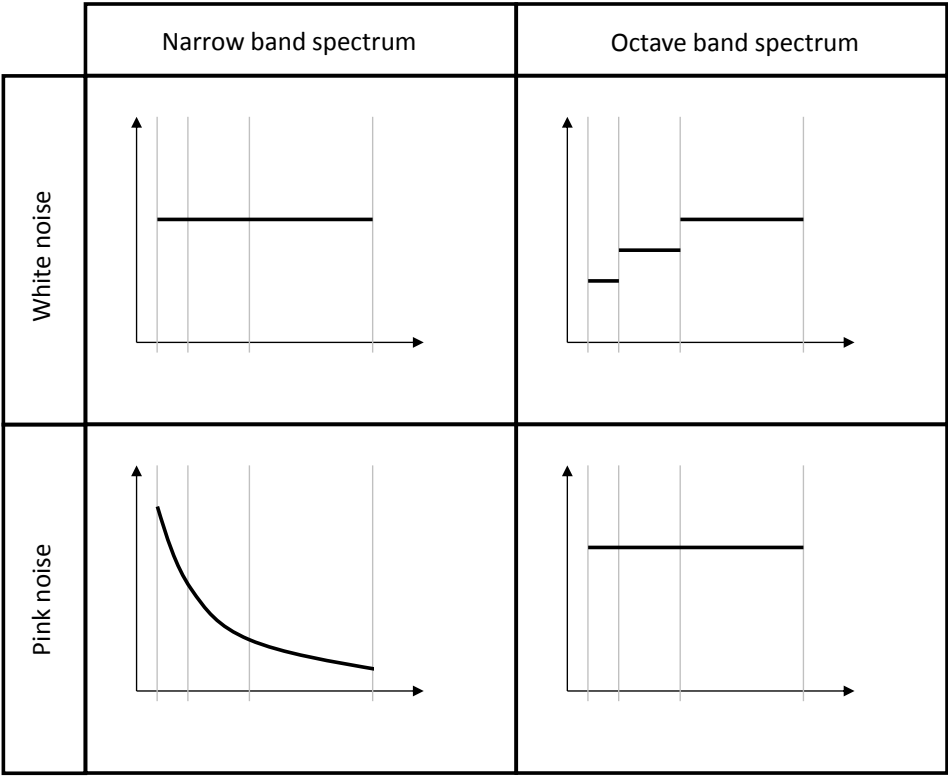 Narrow band spectrum
Octave band spectrum
White noise
Pink noise